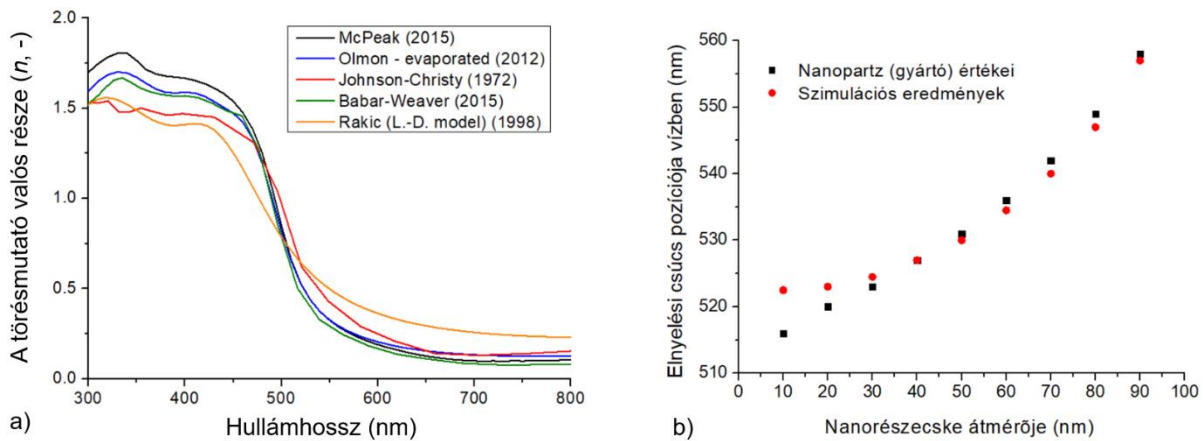 A törésmutató valós része (n, -)
2.0
1.5
1.0
0.5
0.0
McPeak (2015)
Olmon - evaporated (2012)
Johnson-Christy (1972)
Babar-Weaver (2015)
Rakic (L.-D. model) (1998)
300 400 500 600 700 800
Hullámhossz (nm)
a)
Elnyelési csúcs pozíciója vízben (nm)
560
550
540
530
520
510
Nanopartz (gyártó) értékei
Szimulációs eredmények
0 10 20 30 40 50 60 70 80 90 100
Nanorészecske átmérõje (nm)
b)